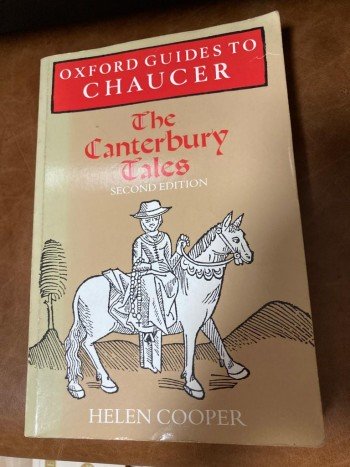 OXFORD GUIDES TO
CHAUCER
The
Canterbury
Tales
SECOND EDITION
HELEN COOPER